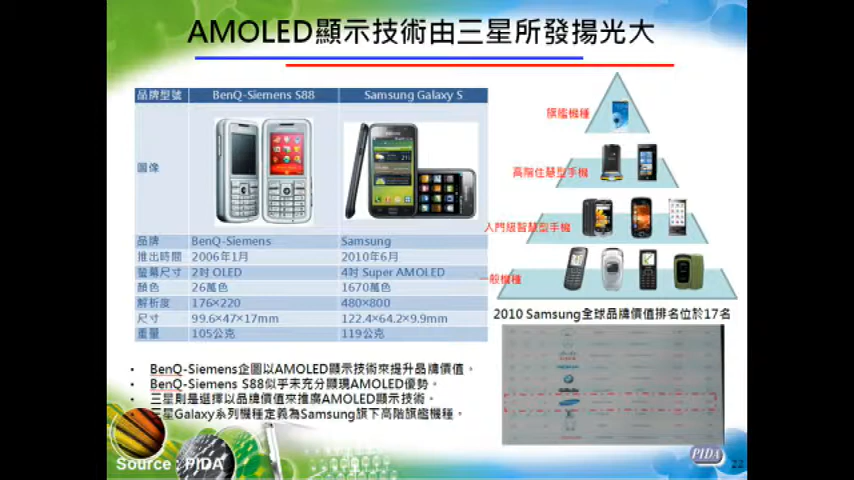 AMOLED顯示技術由三星所發揚光大
品牌型號 BenQ-Siemens S88 Samsung Galaxy S
圖像
品牌 BenQ-Siemens Samsung
推出時間 2006年1月 2010年6月
螢幕尺寸 2吋 OLED 4吋 Super AMOLED
顏色 26萬色 1670萬色
解析度 176×220 480×800
尺寸 99.6×47×17mm 122.4×64.2×9.9mm
重量 105公克 119公克
旗艦機種
高階住慧型手機
入門級智慧型手機
一般機種
2010 Samsung全球品牌價值排名位於17名
• BenQ-Siemens企圖以AMOLED顯示技術來提升品牌價值。
• BenQ-Siemens S88似乎未充分顯現AMOLED優勢。
• 三星則是選擇以品牌價值來推廣AMOLED顯示技術。
• 三星Galaxy系列機種定義為Samsung旗下高階旗艦機種。
Source : PIDA
PIDA